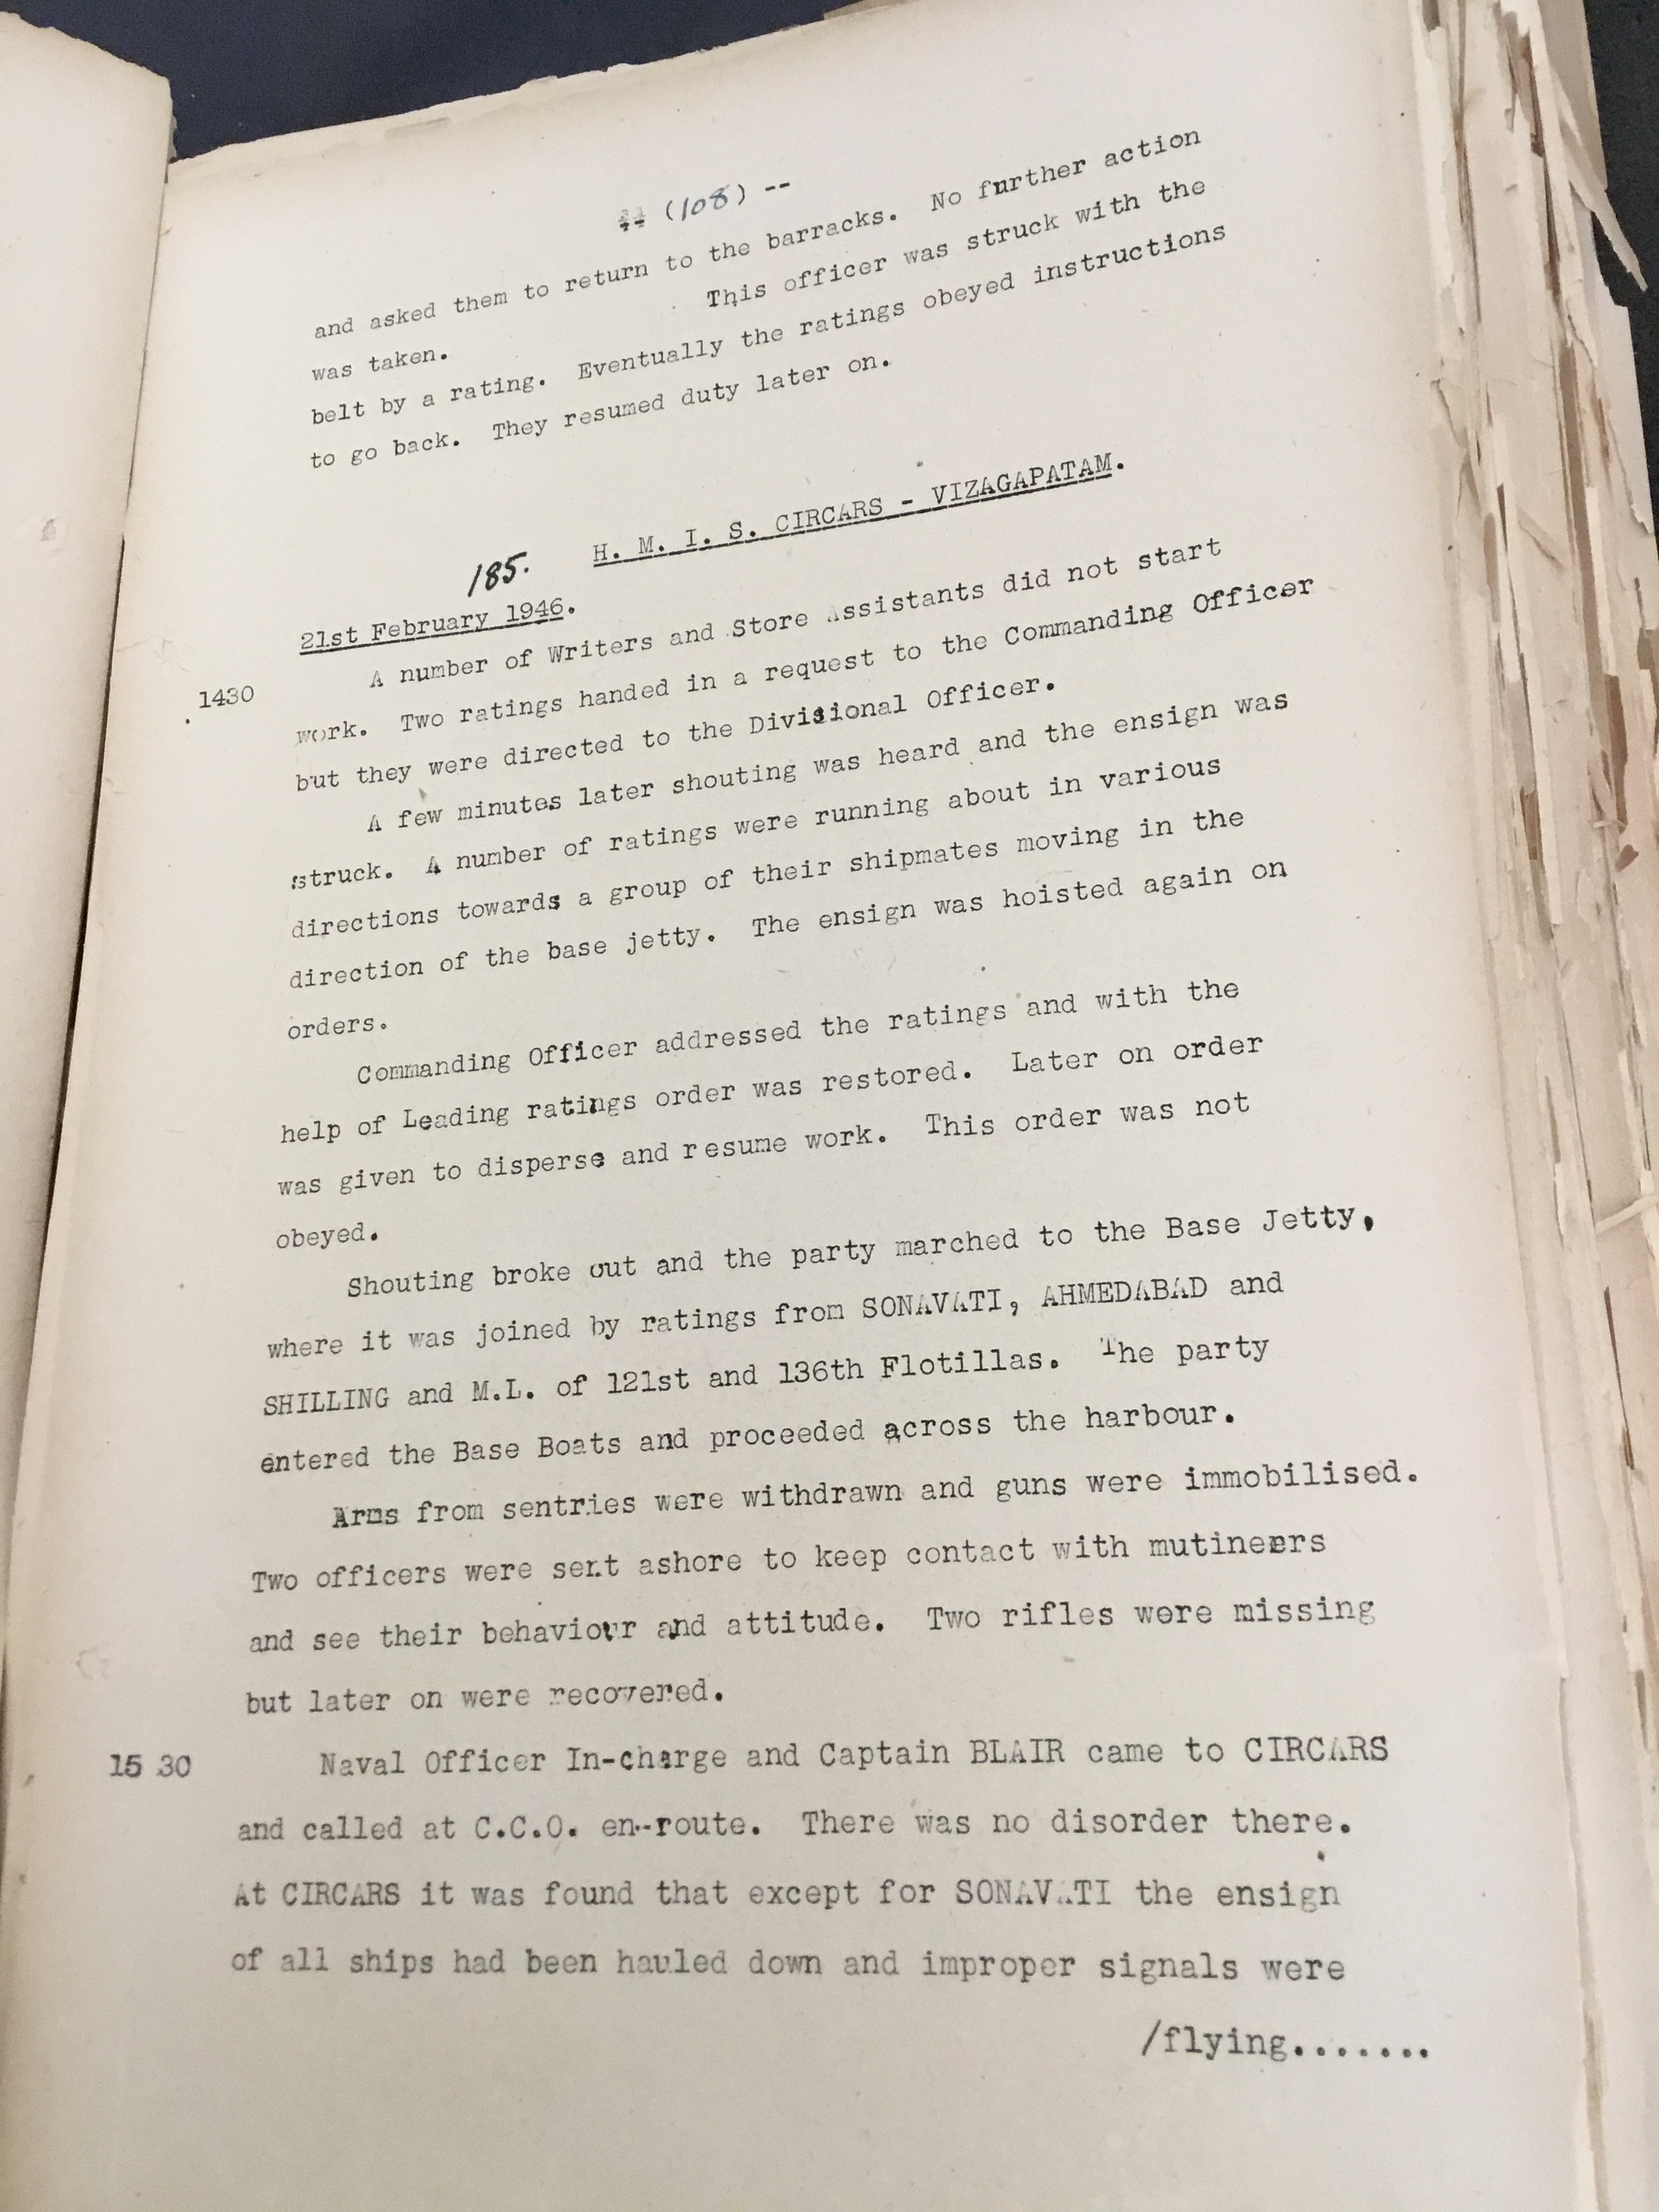 (108) --
and asked them to return to the barracks. No further action
was taken. This officer was struck with the
belt by a rating. Eventually the ratings obeyed instructions
to go back. They resumed duty later on.
H. M. I. S. CIRCARS - VIZAGAPATAM.
185.
21st February 1946.
1430 A number of Writers and Store Assistants did not start
work. Two ratings handed in a request to the Commanding Officer
but they were directed to the Divisional Officer.
A few minutes later shouting was heard and the ensign was
struck. A number of ratings were running about in various
directions towards a group of their shipmates moving in the
direction of the base jetty. The ensign was hoisted again on
orders.
Commanding Officer addressed the ratings and with the
help of Leading ratings order was restored. Later on order
was given to disperse and resume work. This order was not
obeyed.
Shouting broke out and the party marched to the Base Jetty,
where it was joined by ratings from SONAVATI, AHMEDABAD and
SHILLING and M.L. of 121st and 136th Flotillas. The party
entered the Base Boats and proceeded across the harbour.
Arms from sentries were withdrawn and guns were immobilised.
Two officers were sent ashore to keep contact with mutineers
and see their behaviour and attitude. Two rifles were missing
but later on were recovered.
15 30 Naval Officer In-charge and Captain BLAIR came to CIRCARS
and called at C.C.O. en-route. There was no disorder there.
At CIRCARS it was found that except for SONAVATI the ensign
of all ships had been hauled down and improper signals were
/flying.......